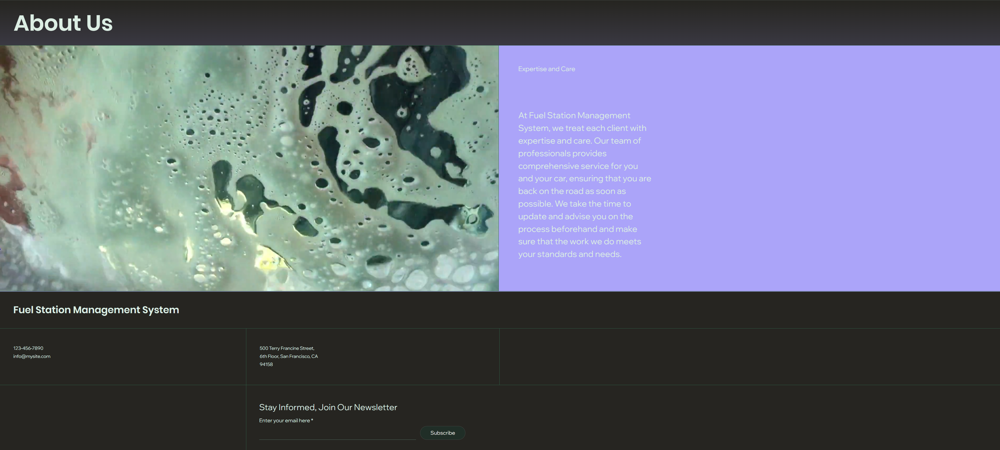 About Us
Expertise and Care
At Fuel Station Management
System, we treat each client with
expertise and care. Our team of
professionals provides
comprehensive service for you
and your car, ensuring that you are
back on the road as soon as
possible. We take the time to
update and advise you on the
process beforehand and make
sure that the work we do meets
your standards and needs.
Fuel Station Management System
123-456-7890
info@mysite.com
500 Terry Francine Street,
6th Floor, San Francisco, CA
94158
Stay Informed, Join Our Newsletter
Enter your email here *
Subscribe